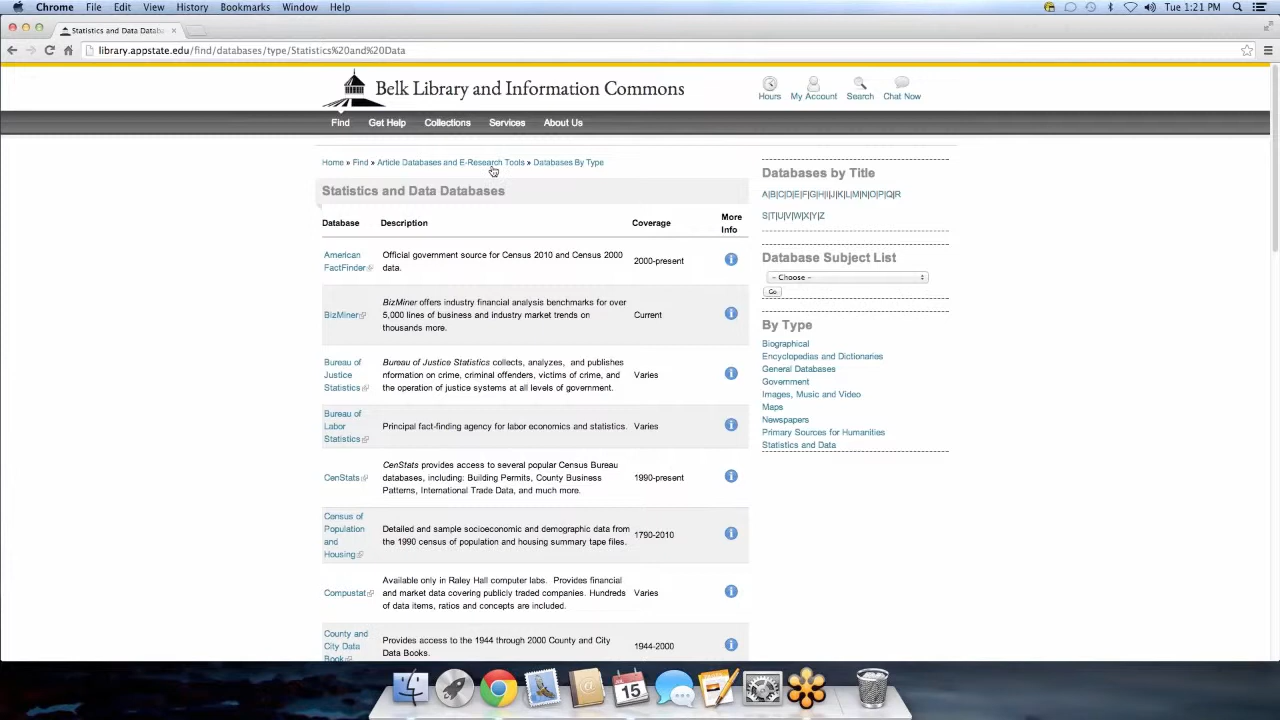 Chrome File Edit View History Bookmarks Window Help Tue 1:21 PM
Statistics and Data Datab
library.appstate.edu/find/databases/type/Statistics%20and%20Data
Belk Library and Information Commons
Hours My Account Search Chat Now
Find Get Help Collections Services About Us
Home » Find » Article Databases and E-Research Tools » Databases By Type
Statistics and Data Databases
Database Description Coverage More Info
American FactFinder
Official government source for Census 2010 and Census 2000
data.
2000-present
BizMiner
BizMiner offers industry financial analysis benchmarks for over
5,000 lines of business and industry market trends on
thousands more.
Current
Bureau of
Justice
Statistics
Bureau of Justice Statistics collects, analyzes, and publishes
nformation on crime, criminal offenders, victims of crime, and
the operation of justice systems at all levels of government.
Varies
Bureau of
Labor
Statistics
Principal fact-finding agency for labor economics and statistics.
Varies
CenStats
CenStats provides access to several popular Census Bureau
databases, including: Building Permits, County Business
Patterns, International Trade Data, and much more.
1990-present
Census of
Population
and
Housing
Detailed and sample socioeconomic and demographic data from
the 1990 census of population and housing summary tape files.
1790-2010
Compustat
Available only in Raley Hall computer labs. Provides financial
and market data covering publicly traded companies. Hundreds
of data items, ratios and concepts are included.
Varies
County and
City Data
Book
Provides access to the 1944 through 2000 County and City
Data Books.
1944-2000
Databases by Title
A|B|C|D|E|F|G|H|I|J|K|L|M|N|O|P|Q|R
S|T|U|V|W|X|Y|Z
Database Subject List
- Choose -
Go
By Type
Biographical
Encyclopedias and Dictionaries
General Databases
Government
Images, Music and Video
Maps
Newspapers
Primary Sources for Humanities
Statistics and Data
15